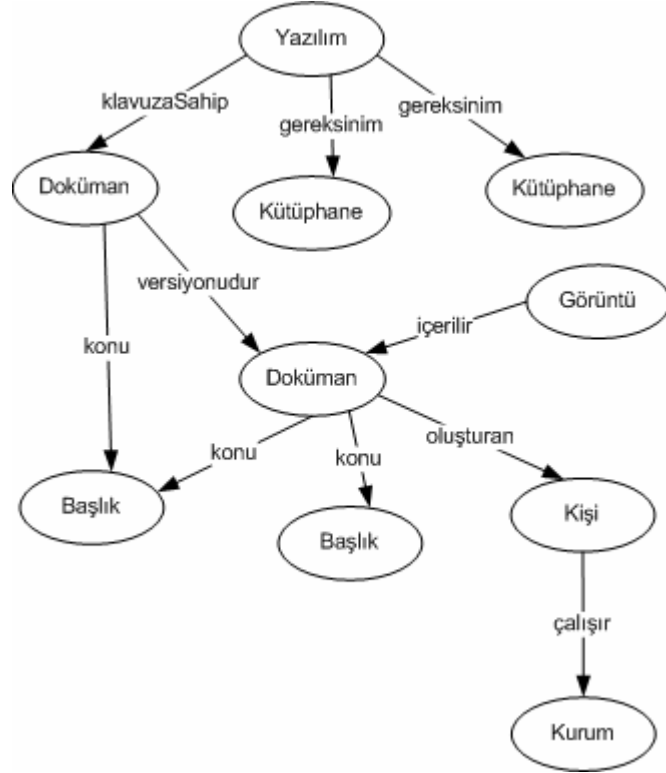 Yazılım
klavuzaSahip
gereksinim
gereksinim
Doküman
Kütüphane
Kütüphane
versiyonudur
Görüntü
içerilir
konu
Doküman
oluşturan
konu
konu
Başlık
Başlık
Kişi
çalışır
Kurum